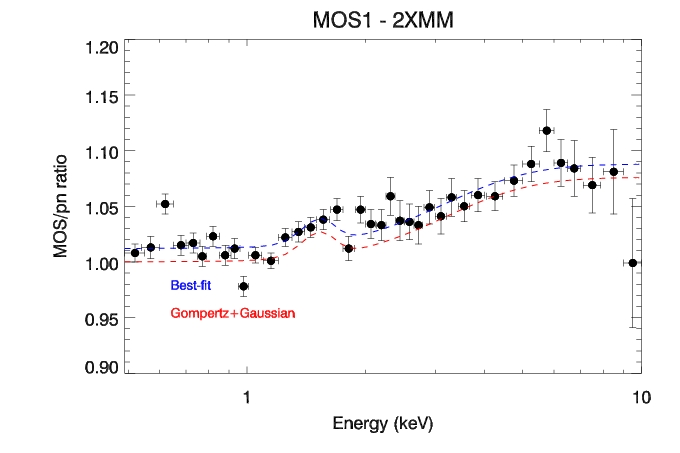 MOS1 - 2XMM
1.20
1.15
1.10
1.05
1.00
0.95
0.90
MOS/pn ratio
Best-fit
Gompertz+Gaussian
1
10
Energy (keV)